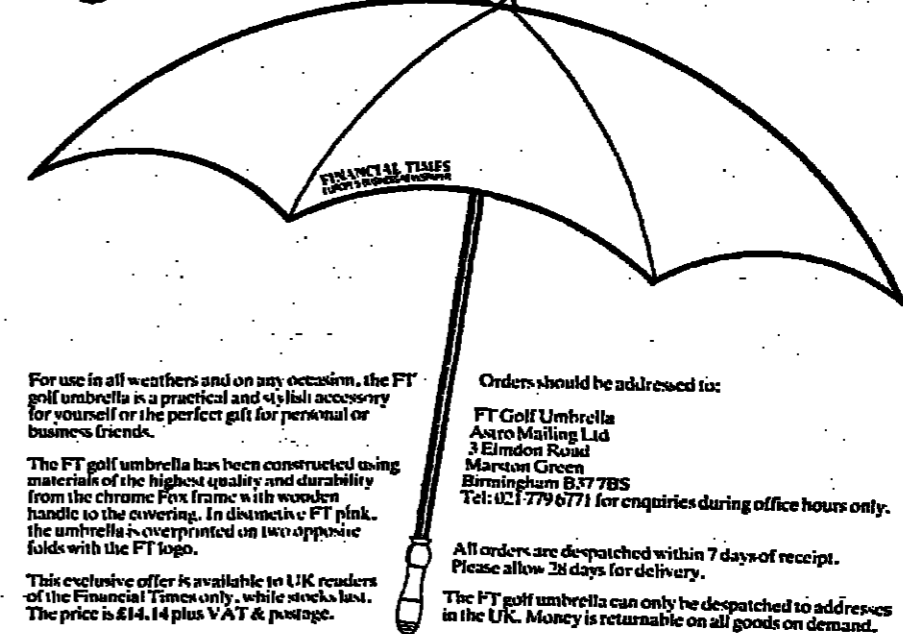 FINANCIAL TIMES
EUROPE'S BUSINESS NEWSPAPER
For use in all weathers and on any occasion, the FT
golf umbrella is a practical and stylish accessory
for yourself or the perfect gift for personal or
business friends.
The FT golf umbrella has been constructed using
materials of the highest quality and durability
from the chrome Fox frame with wooden
handle to the covering. In distinctive FT pink,
the umbrella is overprinted on two opposite
folds with the FT logo.
This exclusive offer is available to UK readers
of the Financial Times only, while stocks last.
The price is £14.14 plus VAT & postage.
Orders should be addressed to:
FT Golf Umbrella
Astro Mailing Ltd
3 Elmdon Road
Marston Green
Birmingham B37 7BS
Tel: 021-779 6771 for enquiries during office hours only.
All orders are despatched within 7 days of receipt.
Please allow 28 days for delivery.
The FT golf umbrella can only be despatched to addresses
in the UK. Money is returnable on all goods on demand.